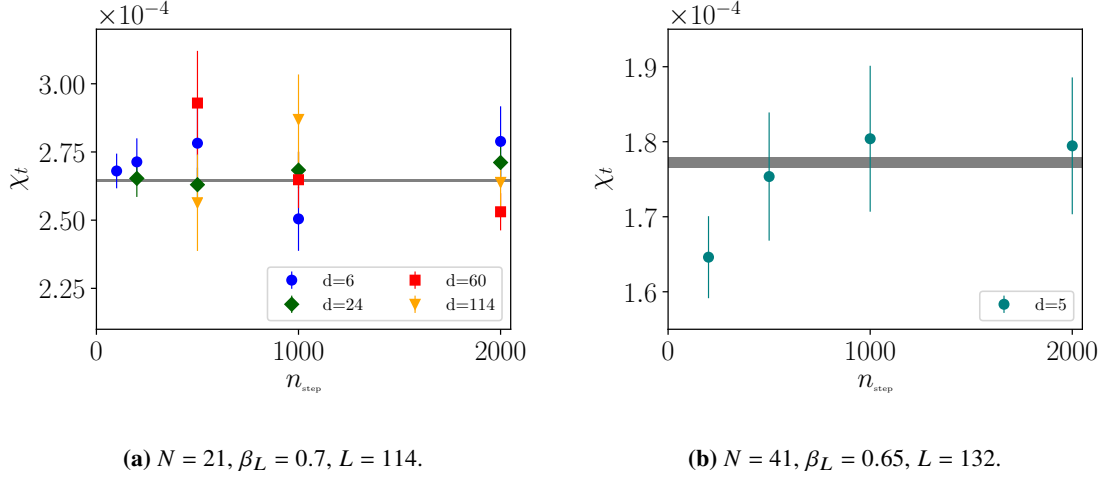 ×10⁻⁴
3.00
2.75
2.50
2.25
χt
0
1000
2000
nstep
d=6
d=24
d=60
d=114
(a) N = 21, βL = 0.7, L = 114.
×10⁻⁴
1.9
1.8
1.7
1.6
χt
0
1000
2000
nstep
d=5
(b) N = 41, βL = 0.65, L = 132.